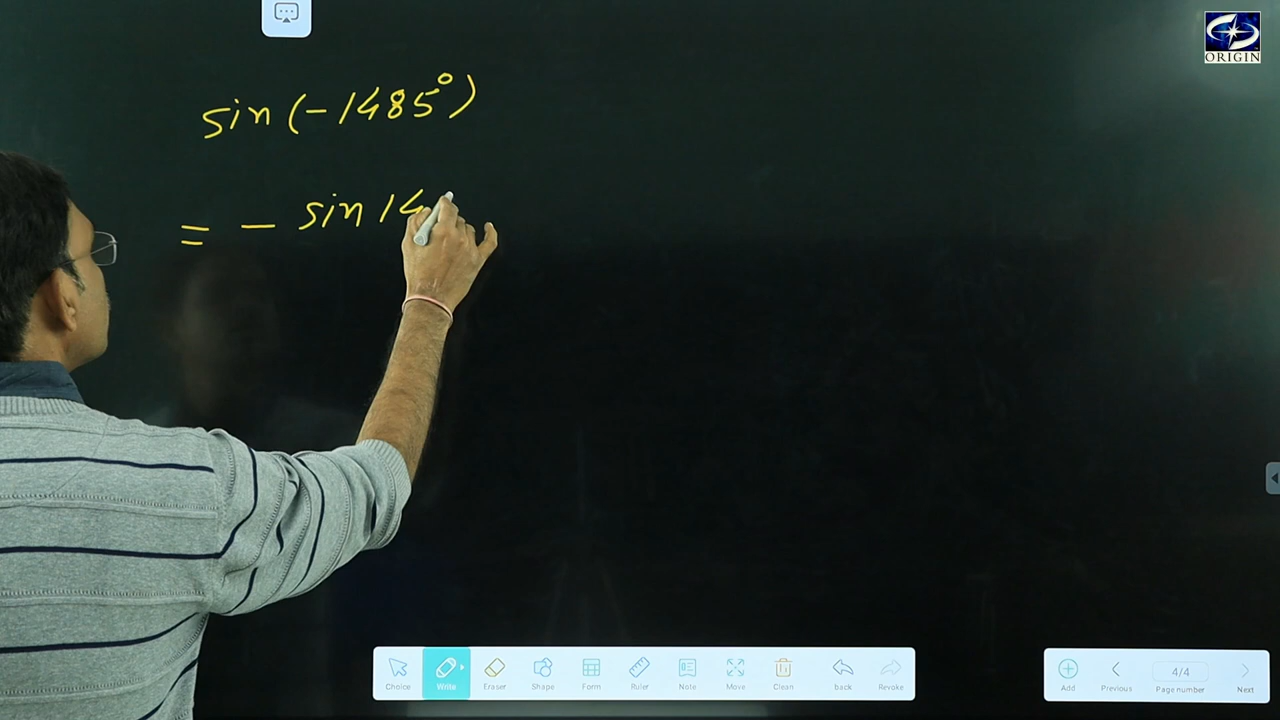 ORIGIN
sin(-1485°)
= - sin 14
Choice Write Eraser Shape Form Ruler Note Move Clean back Revoke
Add Previous 4/4 Page number Next